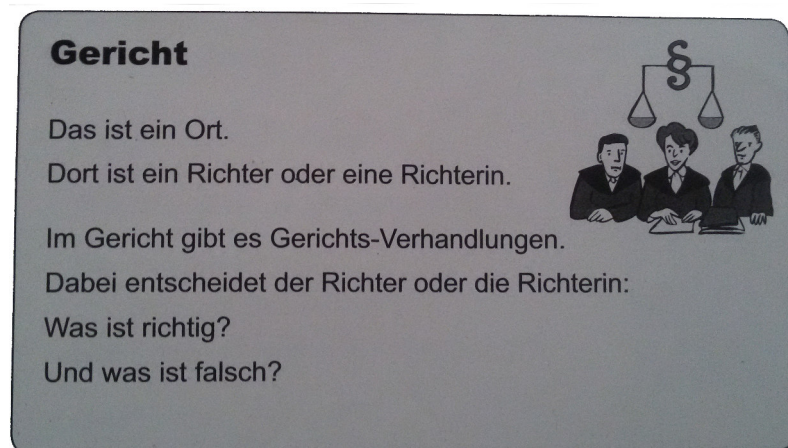 Gericht
§
Das ist ein Ort.
Dort ist ein Richter oder eine Richterin.
Im Gericht gibt es Gerichts-Verhandlungen.
Dabei entscheidet der Richter oder die Richterin:
Was ist richtig?
Und was ist falsch?